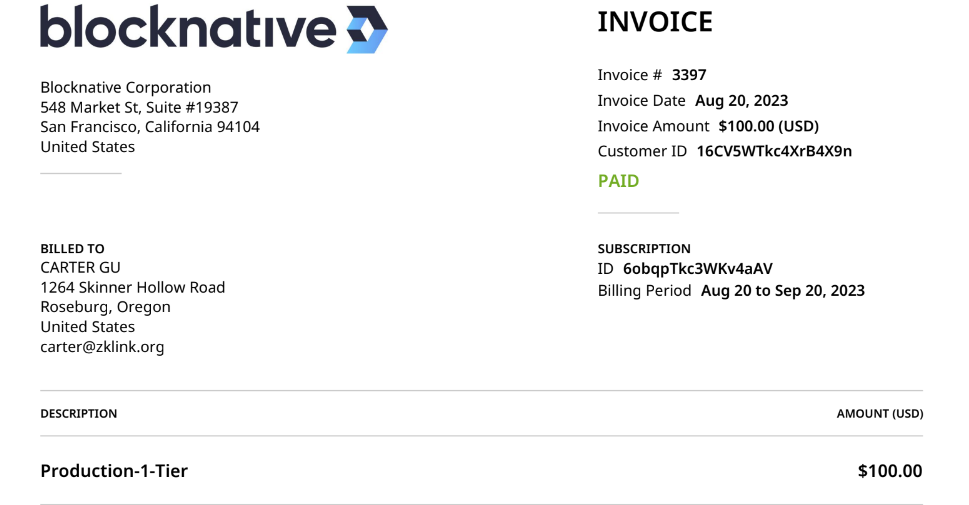 blocknative
INVOICE
Blocknative Corporation
548 Market St, Suite #19387
San Francisco, California 94104
United States
Invoice # 3397
Invoice Date Aug 20, 2023
Invoice Amount $100.00 (USD)
Customer ID 16CV5WTkc4XrB4X9n
PAID
BILLED TO
CARTER GU
1264 Skinner Hollow Road
Roseburg, Oregon
United States
carter@zklink.org
SUBSCRIPTION
ID 6obqpTkc3WKv4aAV
Billing Period Aug 20 to Sep 20, 2023
DESCRIPTION AMOUNT (USD)
Production-1-Tier $100.00